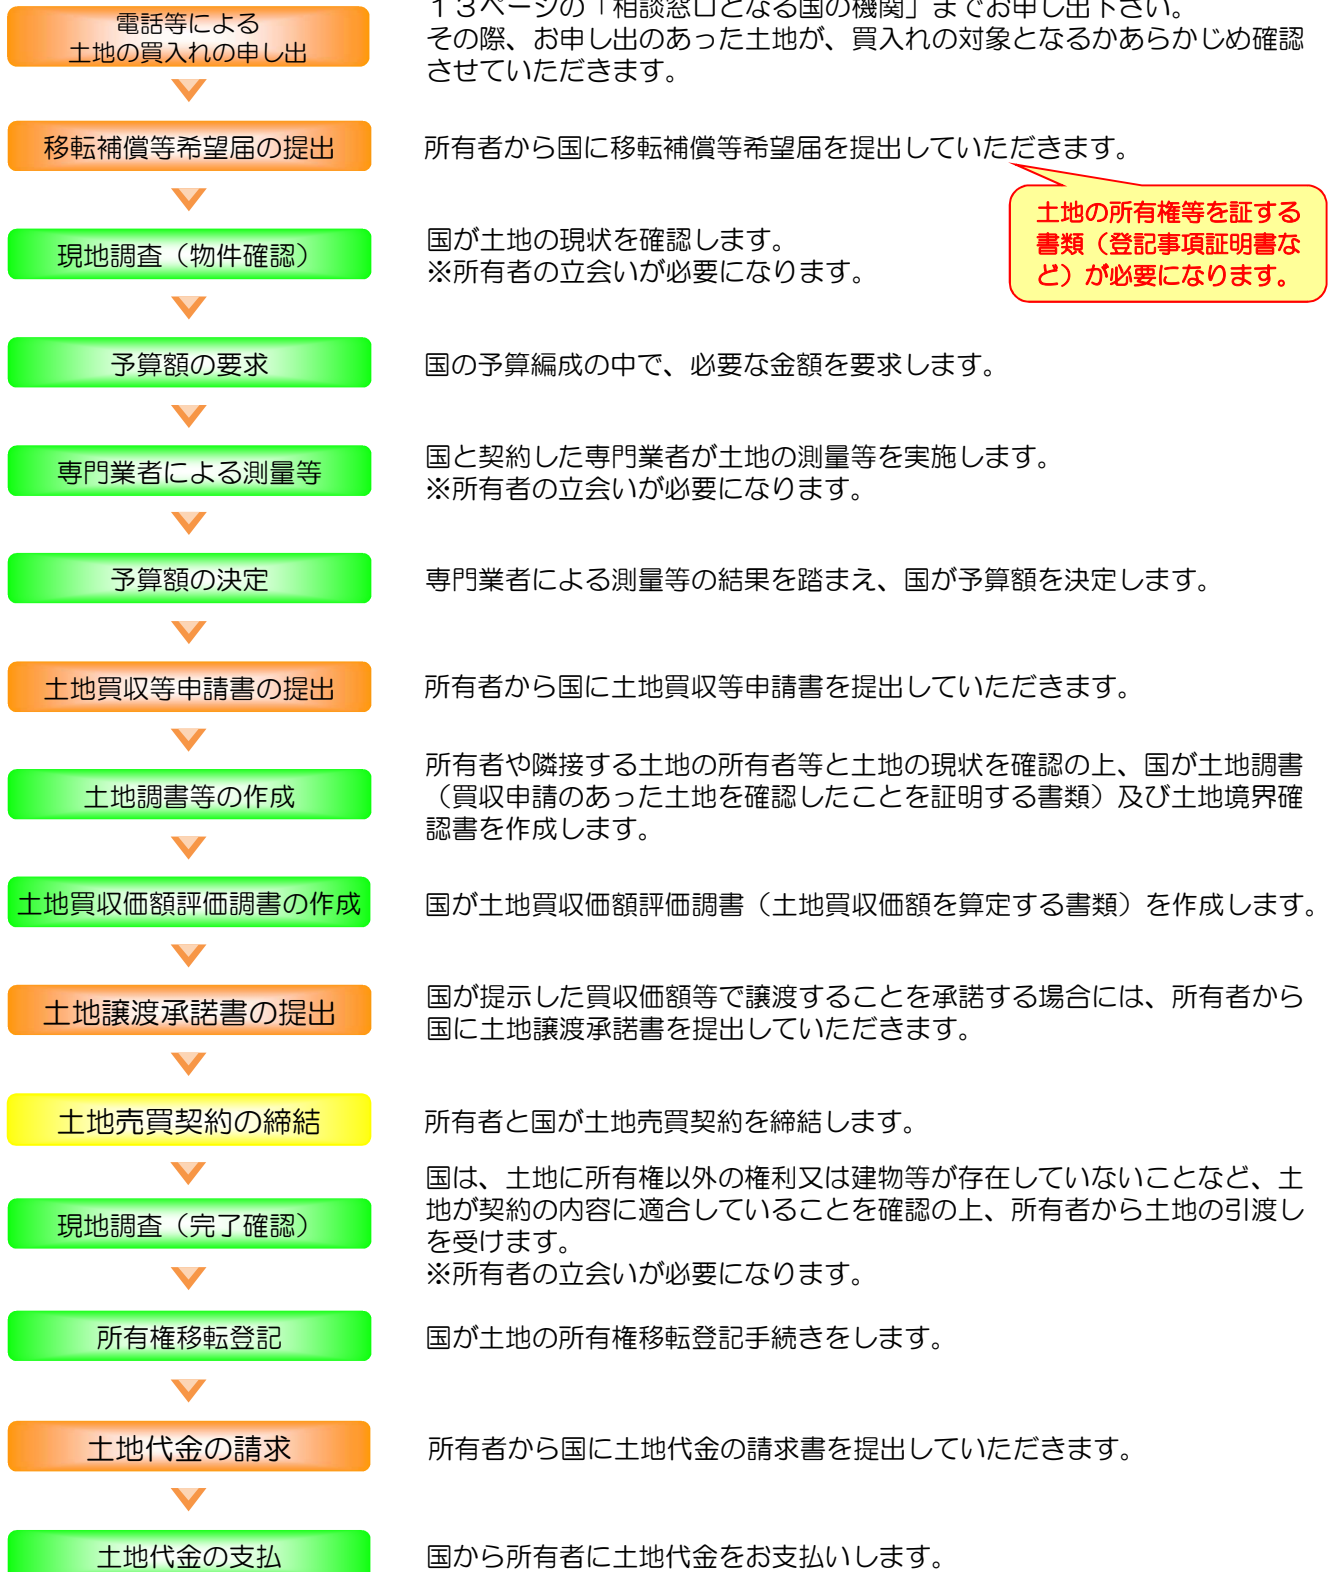 電話等による
土地の買入れの申し出
13ページの「相談窓口となる国の機関」までお申し出下さい。
その際、お申し出のあった土地が、買入れの対象となるかあらかじめ確認
させていただきます。
移転補償等希望届の提出
所有者から国に移転補償等希望届を提出していただきます。
土地の所有権等を証する
書類（登記事項証明書な
ど）が必要になります。
現地調査（物件確認）
国が土地の現状を確認します。
※所有者の立会いが必要になります。
予算額の要求
国の予算編成の中で、必要な金額を要求します。
専門業者による測量等
国と契約した専門業者が土地の測量等を実施します。
※所有者の立会いが必要になります。
予算額の決定
専門業者による測量等の結果を踏まえ、国が予算額を決定します。
土地買収等申請書の提出
所有者から国に土地買収等申請書を提出していただきます。
土地調書等の作成
所有者や隣接する土地の所有者等と土地の現状を確認の上、国が土地調書
（買収申請のあった土地を確認したことを証明する書類）及び土地境界確
認書を作成します。
土地買収価額評価調書の作成
国が土地買収価額評価調書（土地買収価額を算定する書類）を作成します。
土地譲渡承諾書の提出
国が提示した買収価額等で譲渡することを承諾する場合には、所有者から
国に土地譲渡承諾書を提出していただきます。
土地売買契約の締結
所有者と国が土地売買契約を締結します。
現地調査（完了確認）
国は、土地に所有権以外の権利又は建物等が存在していないことなど、土
地が契約の内容に適合していることを確認の上、所有者から土地の引渡し
を受けます。
※所有者の立会いが必要になります。
所有権移転登記
国が土地の所有権移転登記手続きをします。
土地代金の請求
所有者から国に土地代金の請求書を提出していただきます。
土地代金の支払
国から所有者に土地代金をお支払いします。